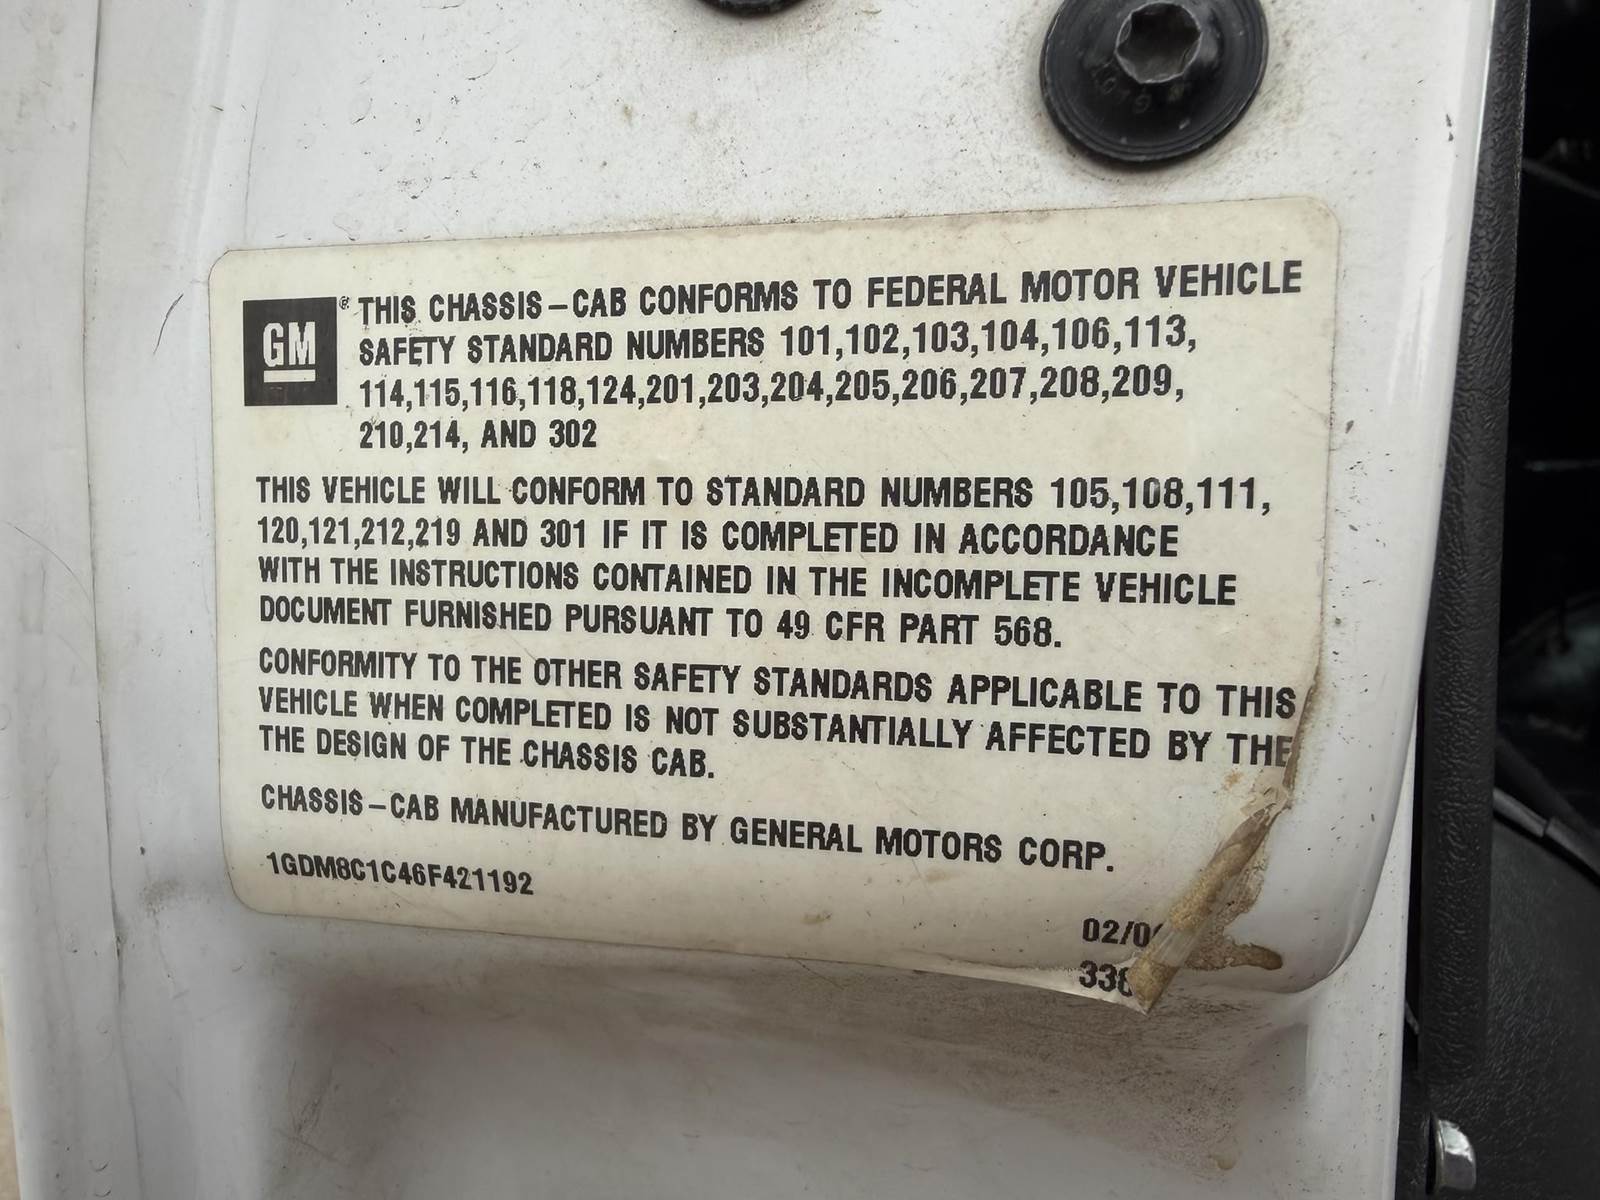 GM
® THIS CHASSIS–CAB CONFORMS TO FEDERAL MOTOR VEHICLE
SAFETY STANDARD NUMBERS 101,102,103,104,106,113,
114,115,116,118,124,201,203,204,205,206,207,208,209,
210,214, AND 302
THIS VEHICLE WILL CONFORM TO STANDARD NUMBERS 105,108,111,
120,121,212,219 AND 301 IF IT IS COMPLETED IN ACCORDANCE
WITH THE INSTRUCTIONS CONTAINED IN THE INCOMPLETE VEHICLE
DOCUMENT FURNISHED PURSUANT TO 49 CFR PART 568.
CONFORMITY TO THE OTHER SAFETY STANDARDS APPLICABLE TO THIS
VEHICLE WHEN COMPLETED IS NOT SUBSTANTIALLY AFFECTED BY THE
THE DESIGN OF THE CHASSIS CAB.
CHASSIS–CAB MANUFACTURED BY GENERAL MOTORS CORP.
1GDM8C1C46F421192
02/0
33